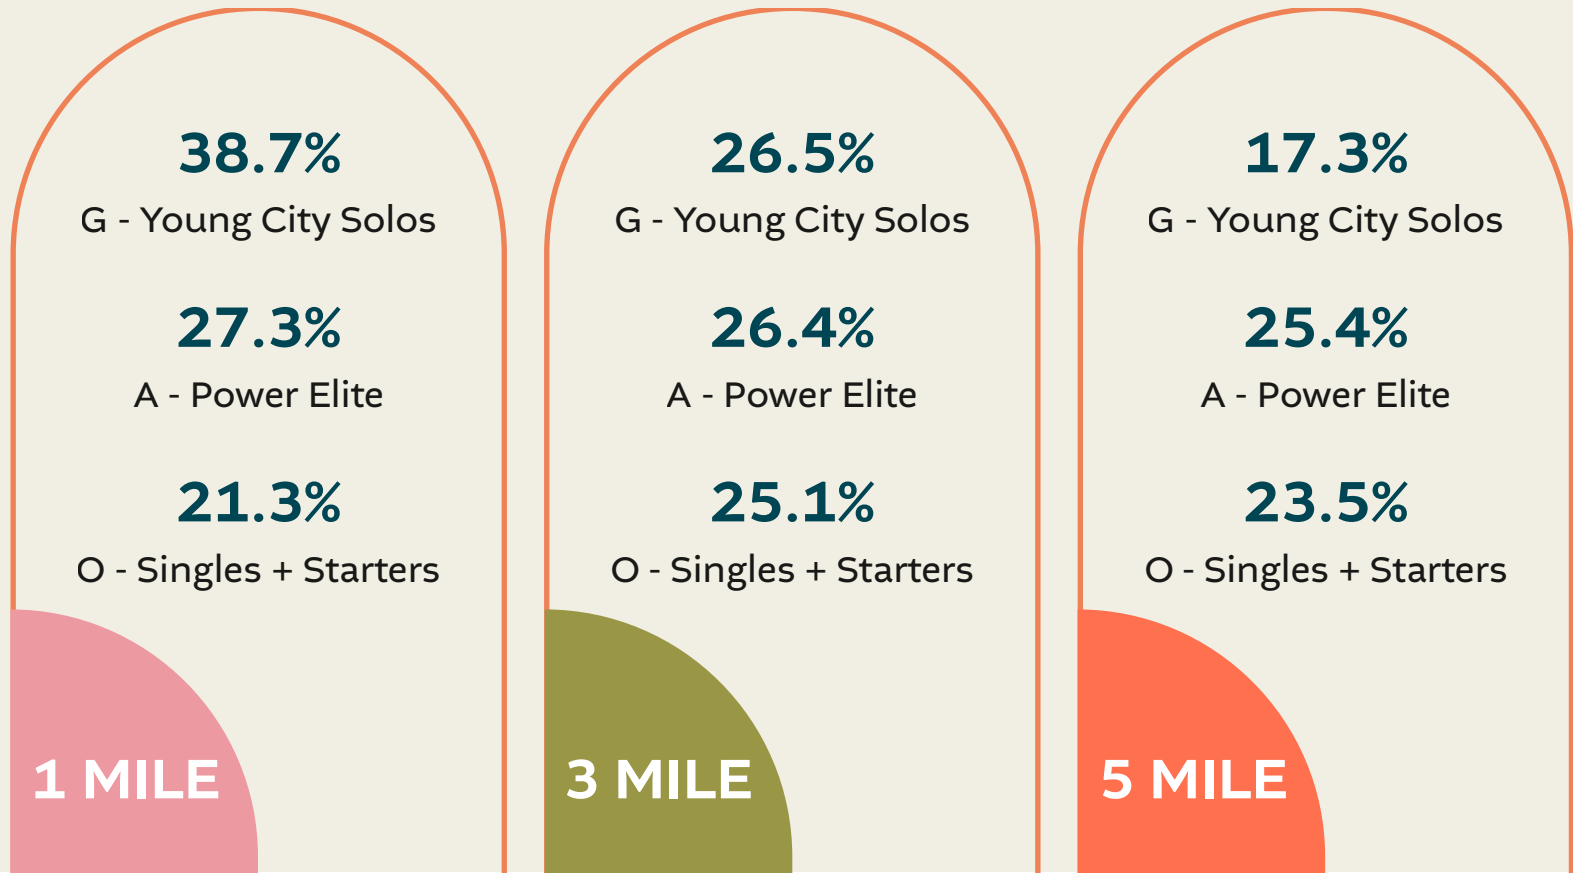 38.7%
G - Young City Solos
27.3%
A - Power Elite
21.3%
O - Singles + Starters
1 MILE
26.5%
G - Young City Solos
26.4%
A - Power Elite
25.1%
O - Singles + Starters
3 MILE
17.3%
G - Young City Solos
25.4%
A - Power Elite
23.5%
O - Singles + Starters
5 MILE